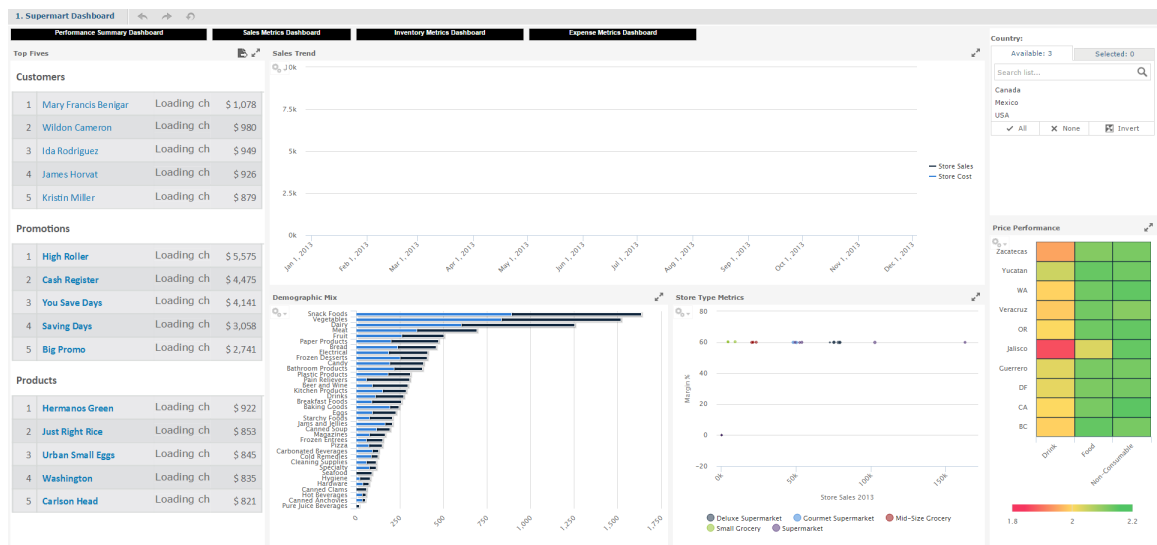 1. Supermart Dashboard
Performance Summary Dashboard
Sales Metrics Dashboard
Inventory Metrics Dashboard
Expense Metrics Dashboard
Top Fives
Customers
1 Mary Francis Benigar Loading ch $ 1,078
2 Wildon Cameron Loading ch $ 980
3 Ida Rodriguez Loading ch $ 949
4 James Horvat Loading ch $ 926
5 Kristin Miller Loading ch $ 879
Promotions
1 High Roller Loading ch $ 5,575
2 Cash Register Loading ch $ 4,475
3 You Save Days Loading ch $ 4,141
4 Saving Days Loading ch $ 3,058
5 Big Promo Loading ch $ 2,741
Products
1 Hermanos Green Loading ch $ 922
2 Just Right Rice Loading ch $ 853
3 Urban Small Eggs Loading ch $ 845
4 Washington Loading ch $ 835
5 Carlson Head Loading ch $ 821
Sales Trend
10k
7.5k
5k
2.5k
0k
Jan 1, 2013
Feb 1, 2013
Mar 1, 2013
Apr 1, 2013
May 1, 2013
Jun 1, 2013
Jul 1, 2013
Aug 1, 2013
Sep 1, 2013
Oct 1, 2013
Nov 1, 2013
Dec 1, 2013
Store Sales
Store Cost
Demographic Mix
Snack Foods
Vegetables
Dairy
Meat
Fruit
Paper Products
Bread
Electrical
Frozen Desserts
Candy
Bathroom Products
Plastic Products
Pain Relievers
Beer and Wine
Kitchen Products
Drinks
Breakfast Foods
Baking Goods
Eggs
Starchy Foods
Jams and Jellies
Canned Soup
Magazines
Frozen Entrees
Pizza
Carbonated Beverages
Cold Remedies
Cleaning Supplies
Specialty
Seafood
Hygiene
Hardware
Canned Clams
Hot Beverages
Canned Anchovies
Pure Juice Beverages
0
250
500
750
1,000
1,250
1,500
1,750
Store Type Metrics
80
60
40
20
0
-20
Margin %
0k
50k
100k
150k
Store Sales 2013
Deluxe Supermarket
Gourmet Supermarket
Mid-Size Grocery
Small Grocery
Supermarket
Country:
Available: 3
Selected: 0
Search list...
Canada
Mexico
USA
All
None
Invert
Price Performance
Zacatecas
Yucatan
WA
Veracruz
OR
Jalisco
Guerrero
DF
CA
BC
Drink
Food
Non-Consumable
1.8
2
2.2